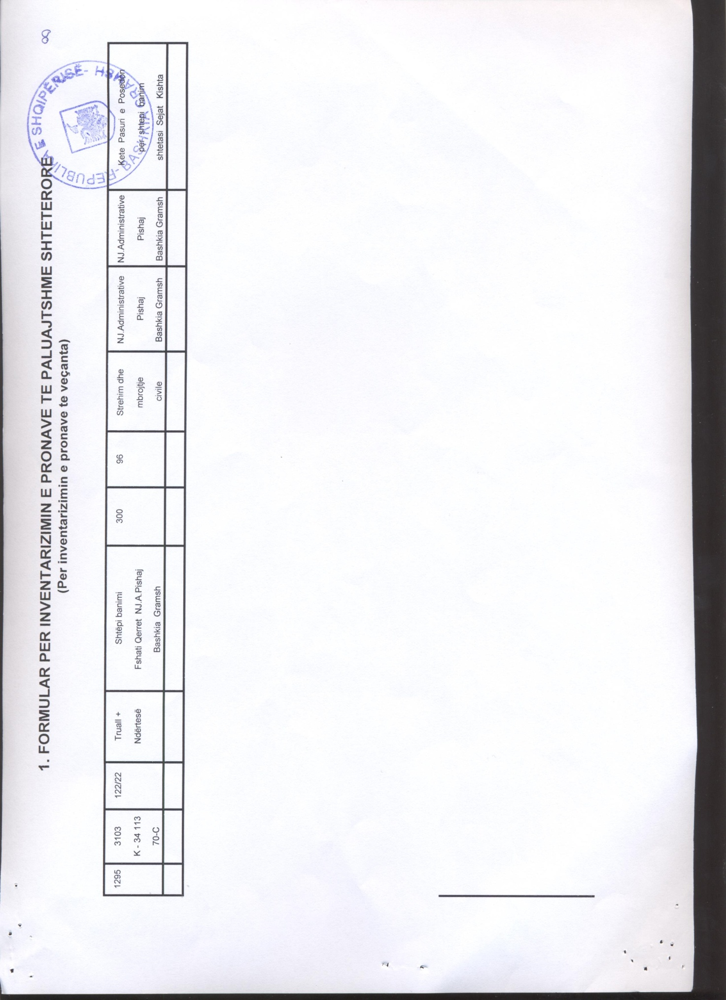 8
1. FORMULAR PER INVENTARIZIMIN E PRONAVE TE PALUAJTSHME SHTETERORE
(Per inventarizimin e pronave te veçanta)
REPUBLIKA E SHQIPËRISË - BASHKIA GRAMSH
1295
3103
K - 34 113
70-C
122/22
Truall +
Ndërtesë
Shtëpi banimi
Fshati Qerret NJ.A.Pishaj
Bashkia Gramsh
300
96
Strehim dhe
mbrojtje
civile
NJ.Administrative
Pishaj
Bashkia Gramsh
NJ.Administrative
Pishaj
Bashkia Gramsh
Kete Pasuri e Posedon
per shtepi banim
shtetasi Sejat Kishta